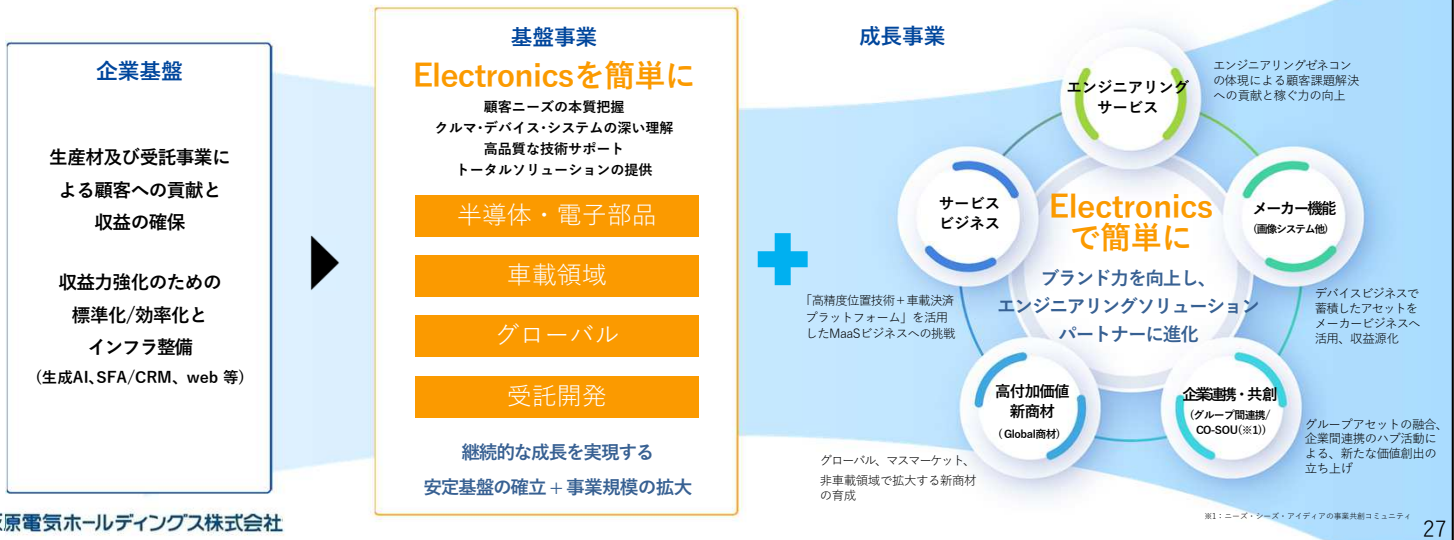 企業基盤
生産材及び受託事業に
よる顧客への貢献と
収益の確保
収益力強化のための
標準化/効率化と
インフラ整備
(生成AI、SFA/CRM、web 等)
基盤事業
Electronicsを簡単に
顧客ニーズの本質把握
クルマ・デバイス・システムの深い理解
高品質な技術サポート
トータルソリューションの提供
半導体・電子部品
車載領域
グローバル
受託開発
継続的な成長を実現する
安定基盤の確立+事業規模の拡大
成長事業
エンジニアリング
サービス
エンジニアリングゼネコン
の体現による顧客課題解決
への貢献と稼ぐ力の向上
サービス
ビジネス
「高精度位置技術+車載決済
プラットフォーム」を活用
したMaaSビジネスへの挑戦
Electronics
で簡単に
ブランド力を向上し、
エンジニアリングソリューション
パートナーに進化
メーカー機能
(画像システム他)
デバイスビジネスで
蓄積したアセットを
メーカービジネスへ
活用、収益源化
高付加価値
新商材
(Global商材)
グローバル、マスマーケット、
非車載領域で拡大する新商材
の育成
企業連携・共創
(グループ間連携/
CO-SOU(※1))
グループアセットの融合、
企業間連携のハブ活動に
よる、新たな価値創出の
立ち上げ
※1:ニーズ・シーズ・アイディアの事業共創コミュニティ
原電気ホールディングス株式会社
27